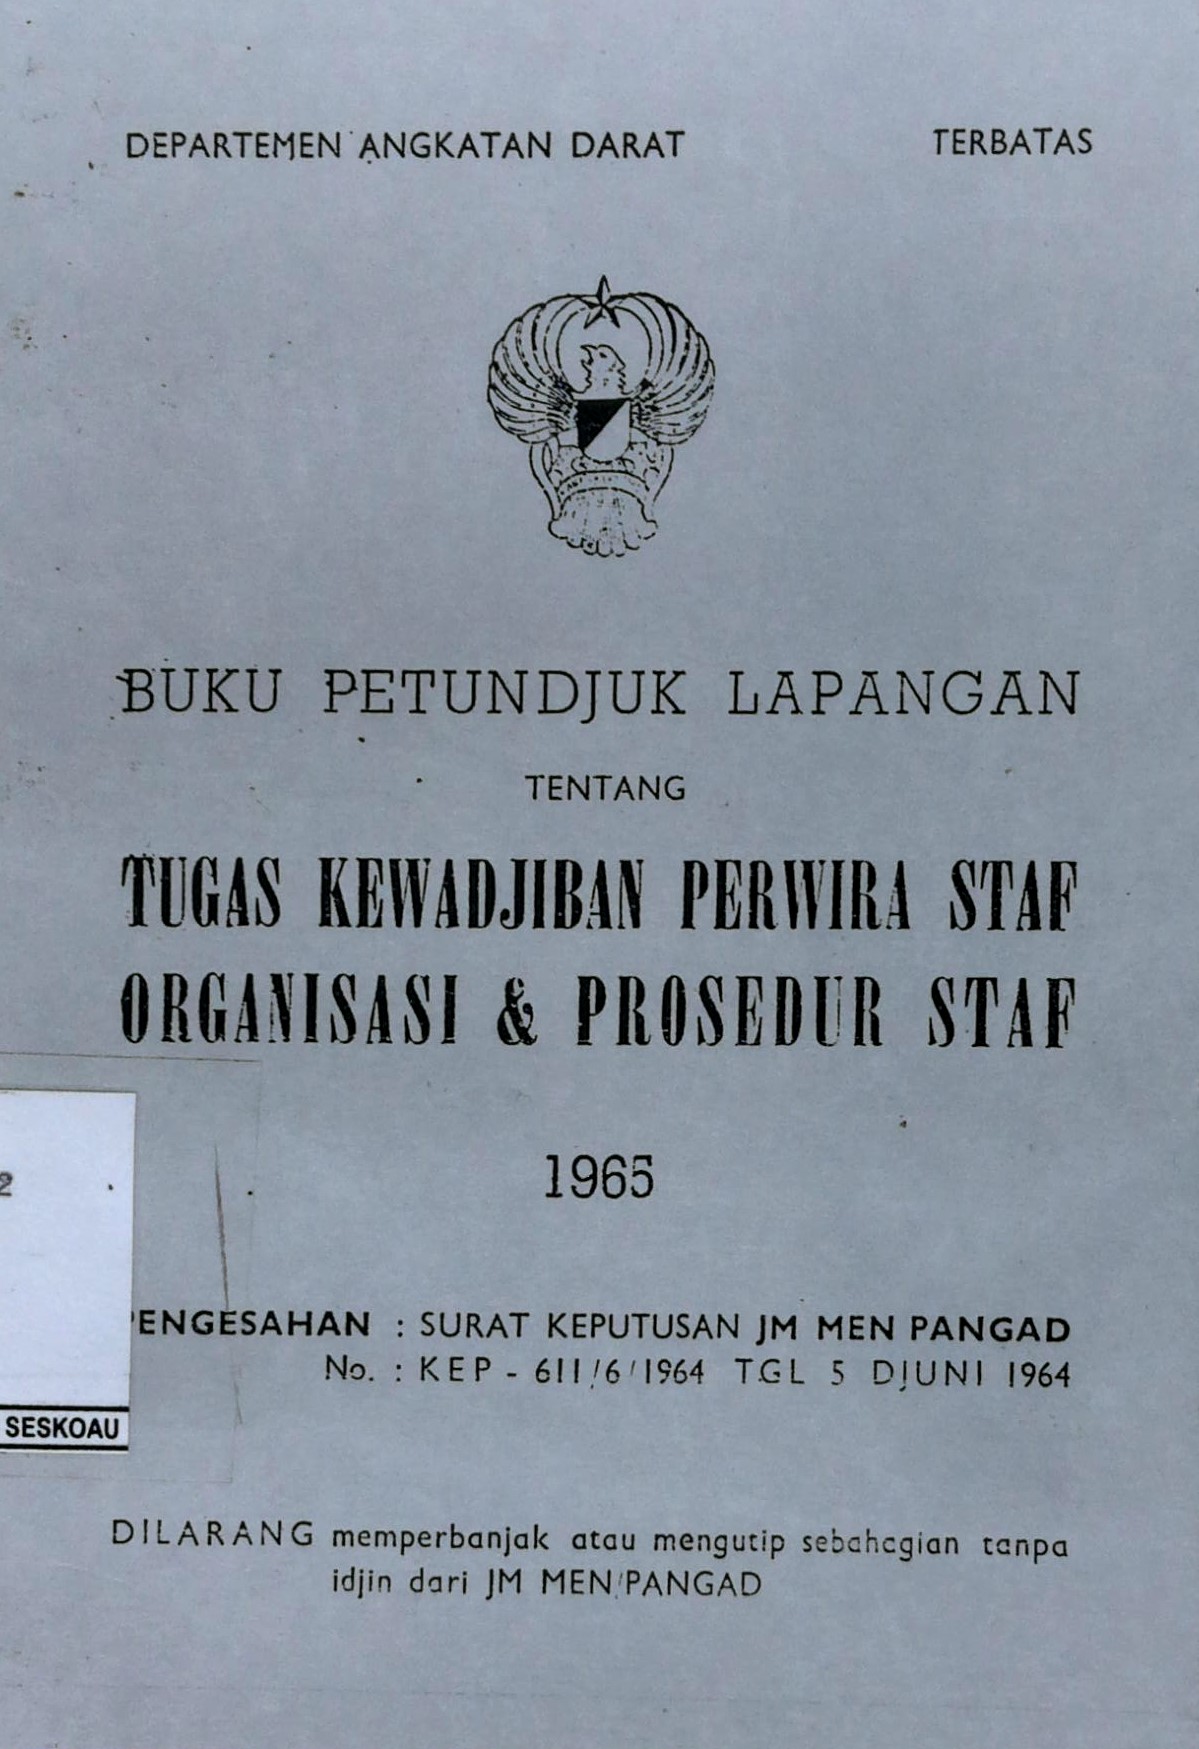 DEPARTEMEN ANGKATAN DARAT TERBATAS
BUKU PETUNDJUK LAPANGAN
TENTANG
TUGAS KEWADJIBAN PERWIRA STAF
ORGANISASI & PROSEDUR STAF
1965
2
PENGESAHAN : SURAT KEPUTUSAN JM MEN PANGAD
No. : KEP - 611/6/1964 TGL 5 DJUNI 1964
SESKOAU
DILARANG memperbanjak atau mengutip sebahagian tanpa
idjin dari JM MEN/PANGAD